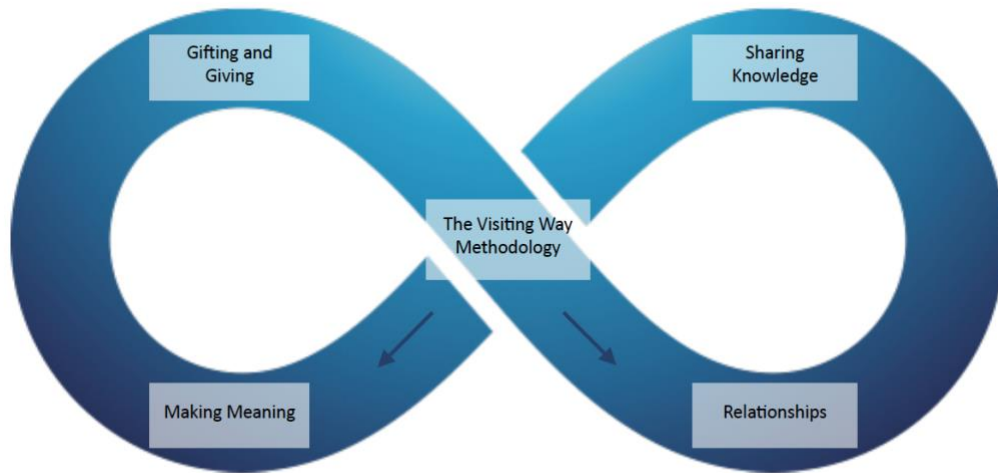 Gifting and
Giving
Sharing
Knowledge
The Visiting Way
Methodology
Making Meaning
Relationships